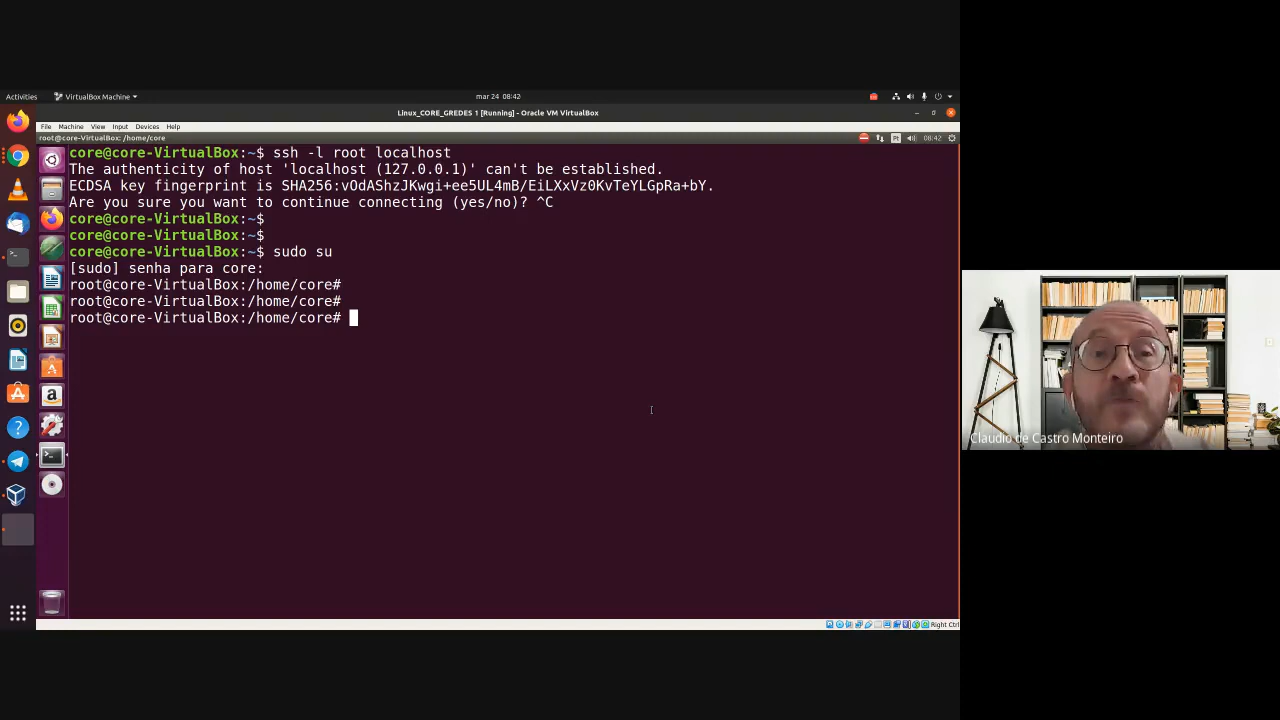 Activities
VirtualBox Machine
mar 24 08:42
Linux_CORE_GREDES 1 [Running] - Oracle VM VirtualBox
File Machine View Input Devices Help
root@core-VirtualBox: /home/core
Pt
08:42
core@core-VirtualBox:~$ ssh -l root localhost
The authenticity of host 'localhost (127.0.0.1)' can't be established.
ECDSA key fingerprint is SHA256:vOdAShzJKwgi+ee5UL4mB/EiLXxVz0KvTeYLGpRa+bY.
Are you sure you want to continue connecting (yes/no)? ^C
core@core-VirtualBox:~$
core@core-VirtualBox:~$
core@core-VirtualBox:~$ sudo su
[sudo] senha para core:
root@core-VirtualBox:/home/core#
root@core-VirtualBox:/home/core#
root@core-VirtualBox:/home/core#
Claudio de Castro Monteiro
Right Ctrl